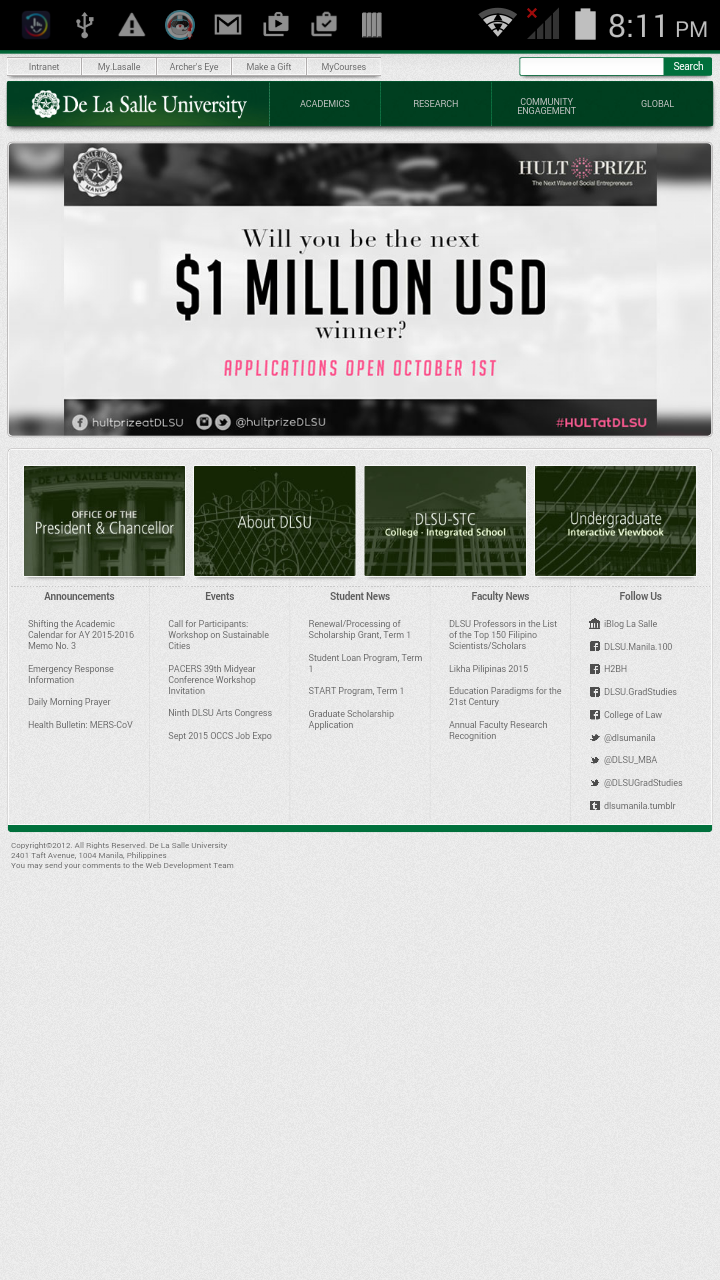 8:11 PM
Intranet
My.Lasalle
Archer's Eye
Make a Gift
MyCourses
Search
De La Salle University
ACADEMICS
RESEARCH
COMMUNITY
ENGAGEMENT
GLOBAL
DE LA SALLE UNIVERSITY
MANILA
HULT PRIZE
The Next Wave of Social Entrepreneurs
Will you be the next
$1 MILLION USD
winner?
APPLICATIONS OPEN OCTOBER 1ST
hultprizeatDLSU
@hultprizeDLSU
#HULTatDLSU
DE LA SALLE UNIVERSITY
OFFICE OF THE
President & Chancellor
About DLSU
DLSU-STC
College - Integrated School
Undergraduate
Interactive Viewbook
Announcements
Shifting the Academic
Calendar for AY 2015-2016
Memo No. 3
Emergency Response
Information
Daily Morning Prayer
Health Bulletin: MERS-CoV
Events
Call for Participants:
Workshop on Sustainable
Cities
PACERS 39th Midyear
Conference Workshop
Invitation
Ninth DLSU Arts Congress
Sept 2015 OCCS Job Expo
Student News
Renewal/Processing of
Scholarship Grant, Term 1
Student Loan Program, Term
1
START Program, Term 1
Graduate Scholarship
Application
Faculty News
DLSU Professors in the List
of the Top 150 Filipino
Scientists/Scholars
Likha Pilipinas 2015
Education Paradigms for the
21st Century
Annual Faculty Research
Recognition
Follow Us
iBlog La Salle
DLSU.Manila.100
H2BH
DLSU.GradStudies
College of Law
@dlsumanila
@DLSU_MBA
@DLSUGradStudies
dlsumanila.tumblr
Copyright©2012. All Rights Reserved. De La Salle University
2401 Taft Avenue, 1004 Manila, Philippines
You may send your comments to the Web Development Team